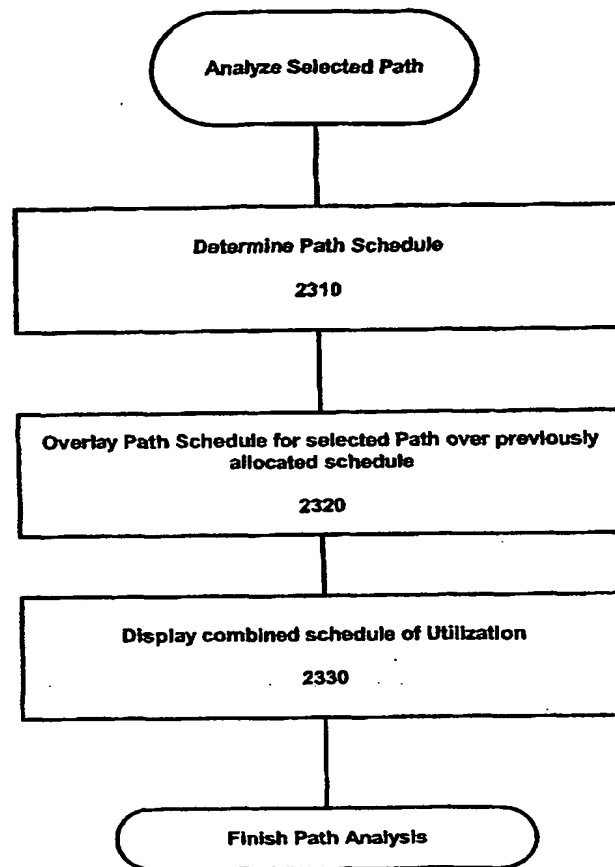 Analyze Selected Path
Determine Path Schedule
2310
Overlay Path Schedule for selected Path over previously
allocated schedule
2320
Display combined schedule of Utilization
2330
Finish Path Analysis